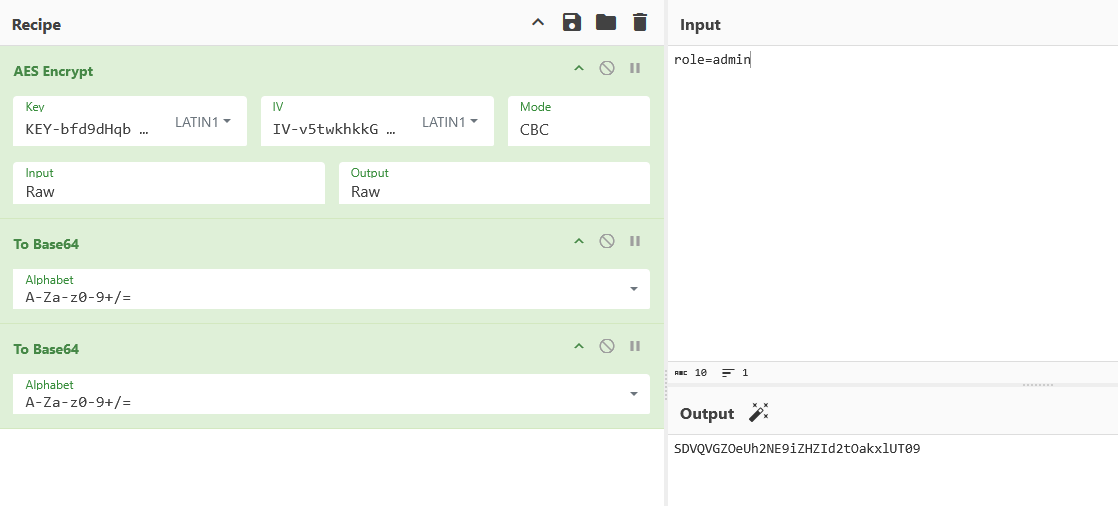 Recipe
AES Encrypt
Key
KEY-bfd9dHqb …
LATIN1
IV
IV-v5twkhkkG …
LATIN1
Mode
CBC
Input
Raw
Output
Raw
To Base64
Alphabet
A-Za-z0-9+/=
To Base64
Alphabet
A-Za-z0-9+/=
Input
role=admin
ABC 10 1
Output
SDVQVGZOeUh2NE9iZHZId2tOakxlUT09